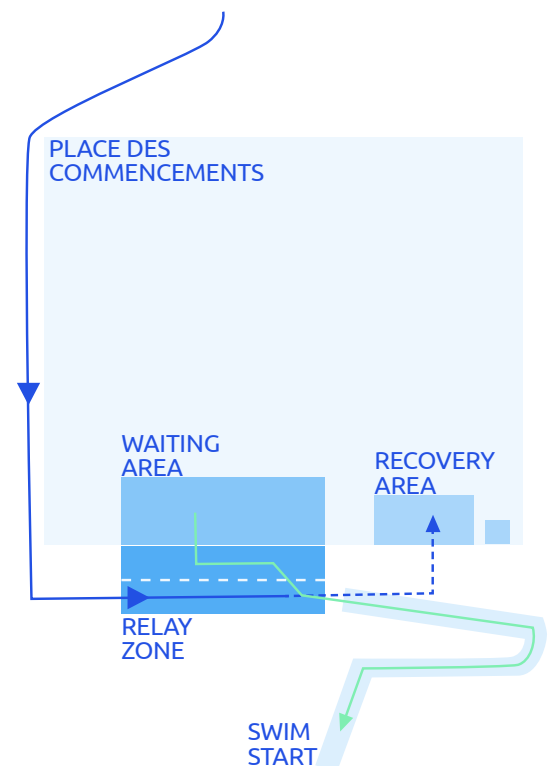 PLACE DES
COMMENCEMENTS
WAITING
AREA
RECOVERY
AREA
RELAY
ZONE
SWIM
START